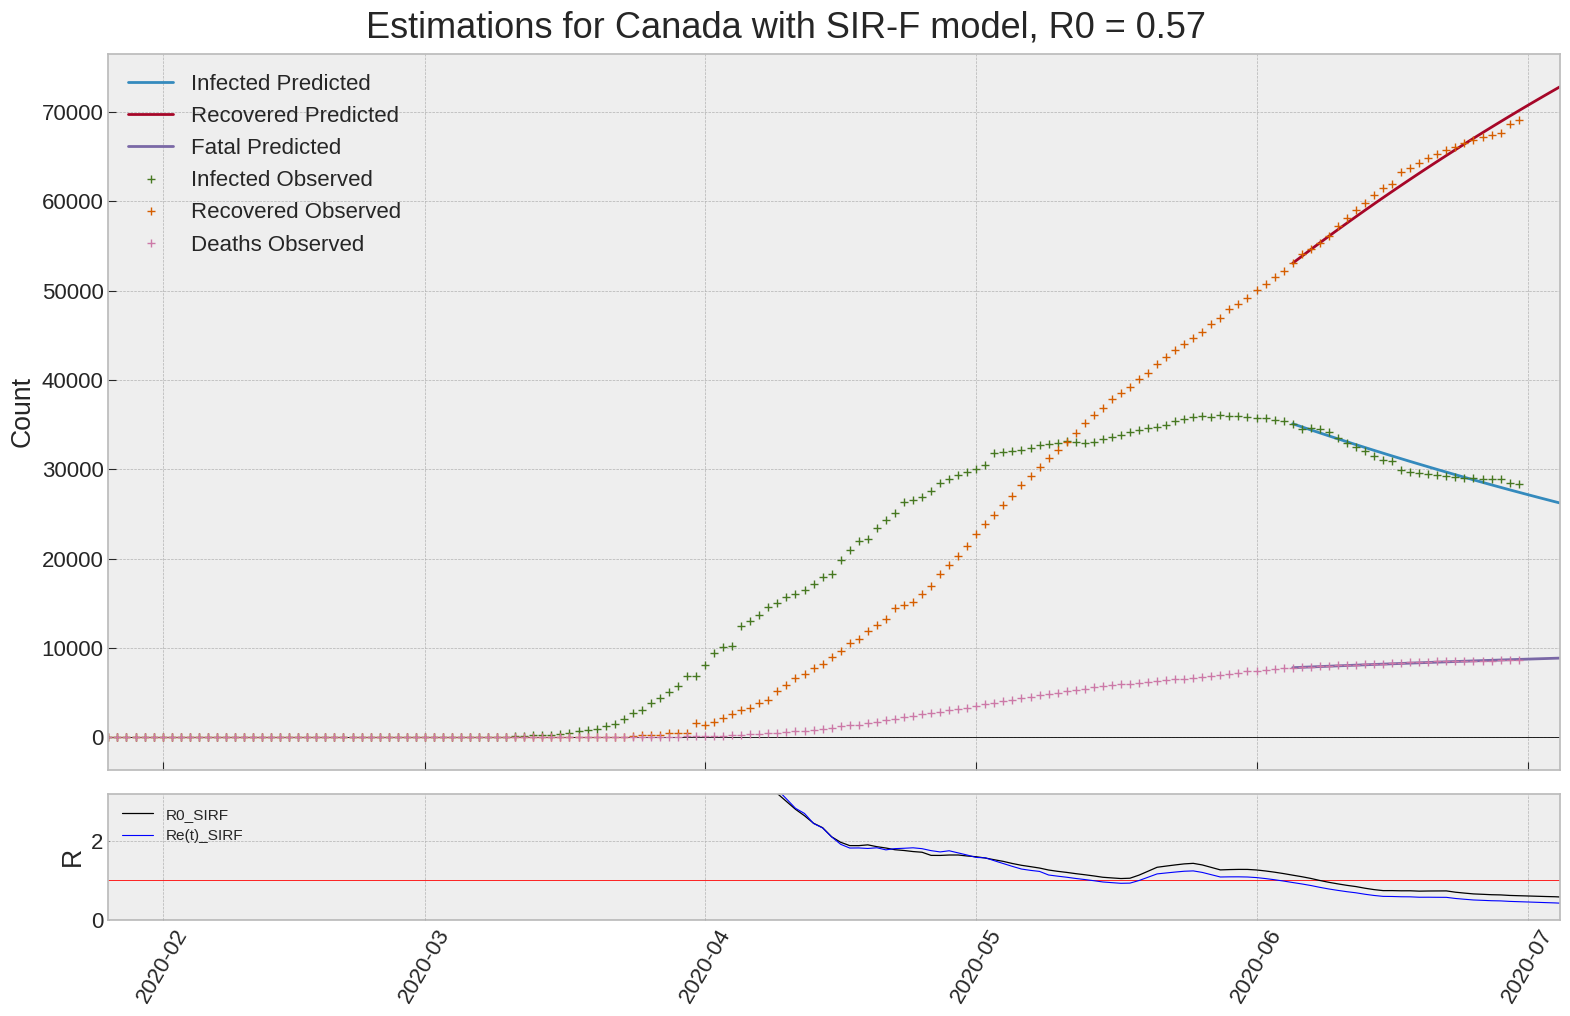 Estimations for Canada with SIR-F model, R0 = 0.57
Infected Predicted
Recovered Predicted
Fatal Predicted
Infected Observed
Recovered Observed
Deaths Observed
70000
60000
50000
40000
30000
20000
10000
0
Count
R0_SIRF
Re(t)_SIRF
2
0
R
2020-02
2020-03
2020-04
2020-05
2020-06
2020-07